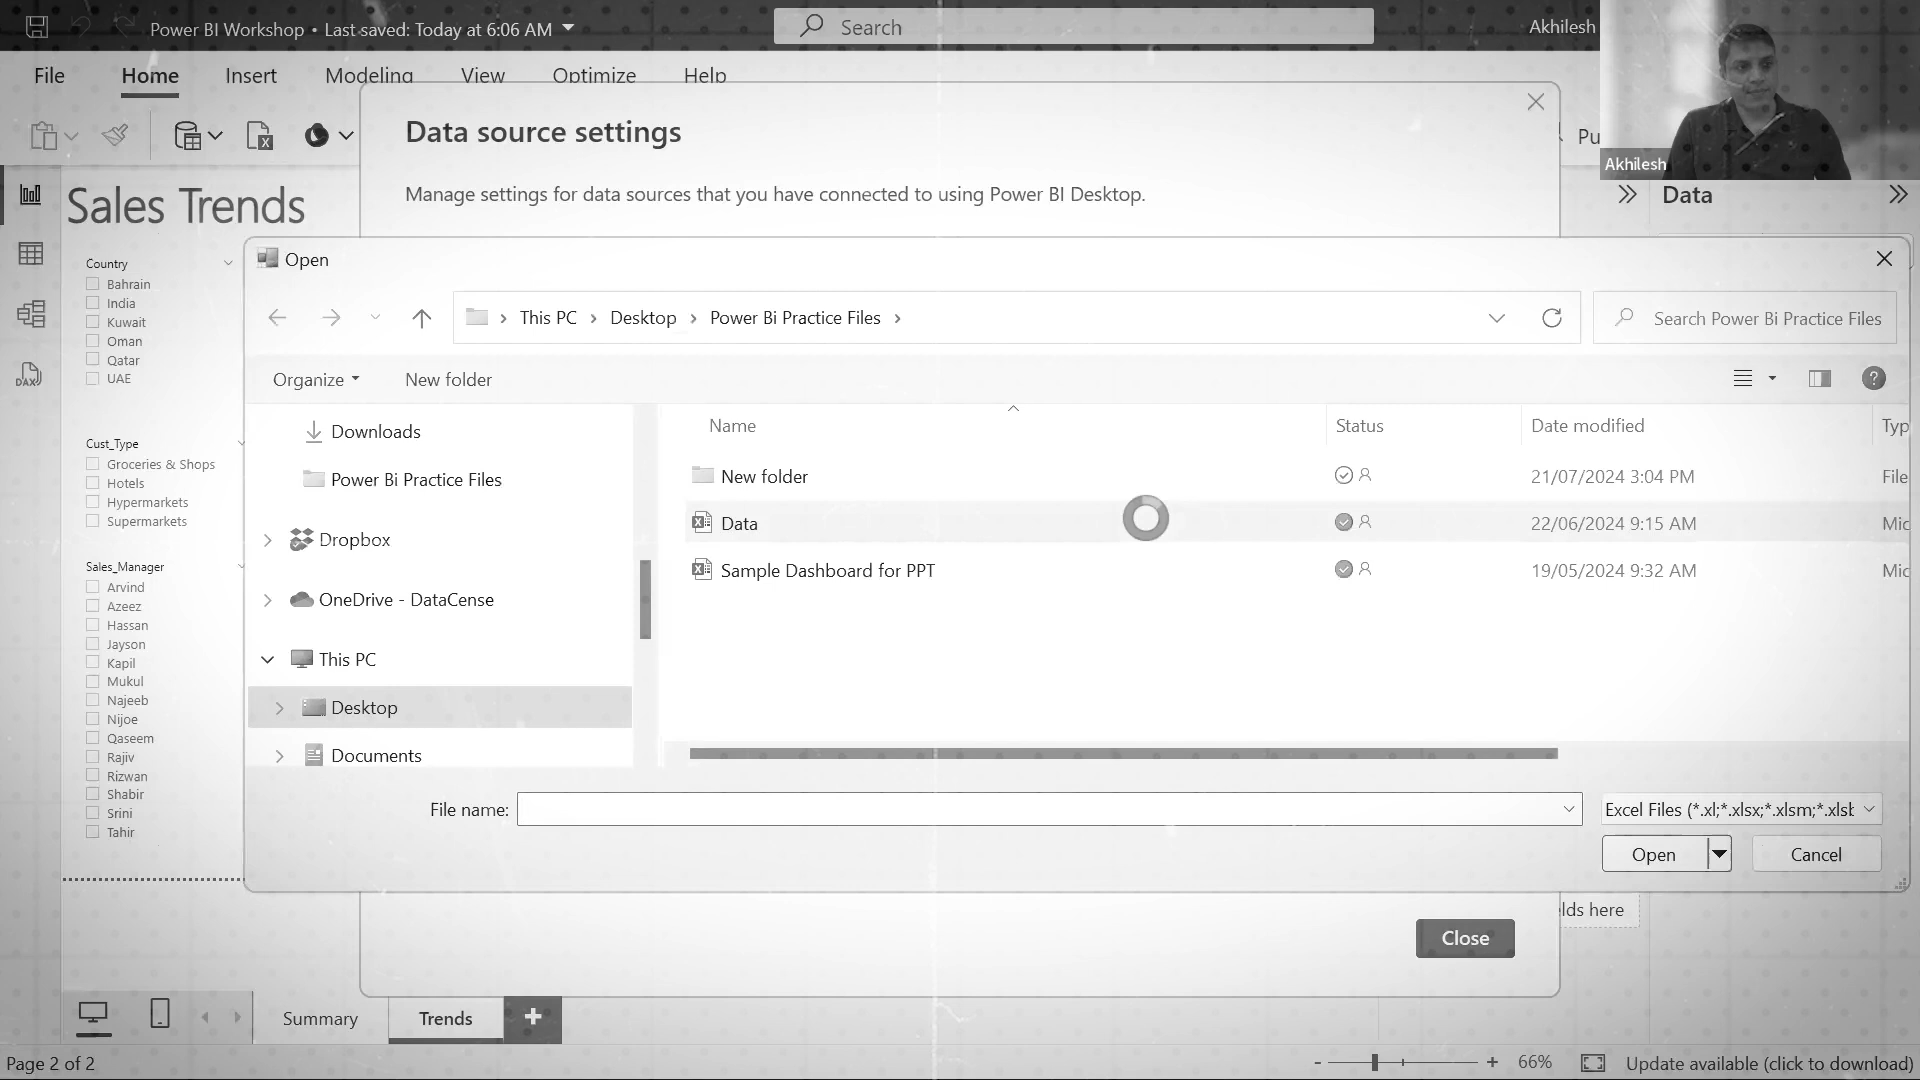 Power BI Workshop • Last saved: Today at 6:06 AM
Search
Akhilesh
File Home Insert Modeling View Optimize Help
Data source settings
Akhilesh
Manage settings for data sources that you have connected to using Power BI Desktop.
Data
Sales Trends
Country
Bahrain
India
Kuwait
Oman
Qatar
UAE
Cust_Type
Groceries & Shops
Hotels
Hypermarkets
Supermarkets
Sales_Manager
Arvind
Azeez
Hassan
Jayson
Kapil
Mukul
Najeeb
Nijoe
Qaseem
Rajiv
Rizwan
Shabir
Srini
Tahir
Open
This PC > Desktop > Power Bi Practice Files >
Search Power Bi Practice Files
Organize New folder
Downloads
Power Bi Practice Files
Dropbox
OneDrive - DataCense
This PC
Desktop
Documents
Name Status Date modified Typ
New folder 21/07/2024 3:04 PM File
Data 22/06/2024 9:15 AM Mic
Sample Dashboard for PPT 19/05/2024 9:32 AM Mic
File name:
Excel Files (*.xl;*.xlsx;*.xlsm;*.xlsb
Open Cancel
lds here
Close
Summary Trends +
Page 2 of 2
- + 66%
Update available (click to download)